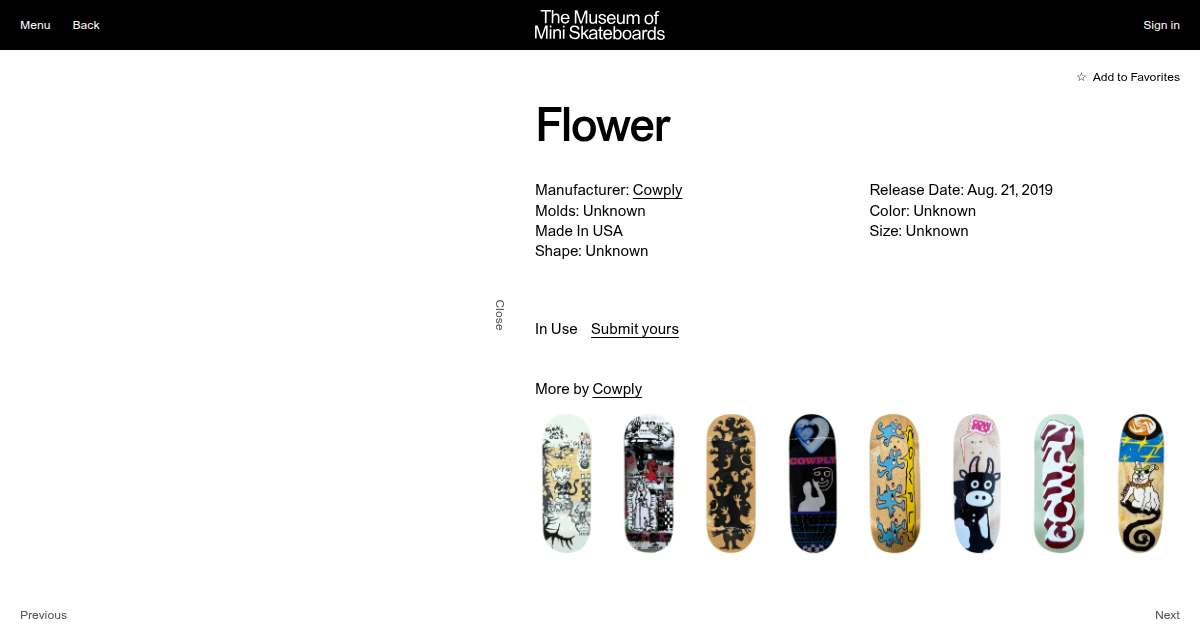 Menu
Back
The Museum of
Mini Skateboards
Sign in
☆ Add to Favorites
Flower
Manufacturer: Cowply
Molds: Unknown
Made In USA
Shape: Unknown
Release Date: Aug. 21, 2019
Color: Unknown
Size: Unknown
Close
In Use Submit yours
More by Cowply
COWPLY
Previous
Next